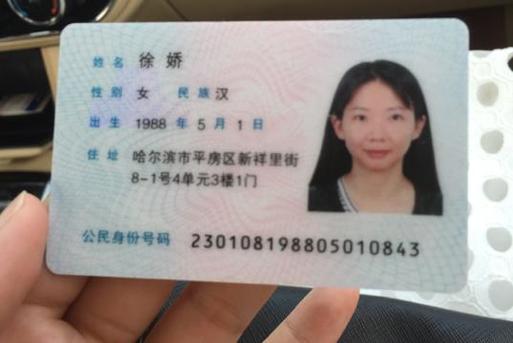 姓名 徐娇
性别 女 民族 汉
出生 1988 年 5 月 1 日
住址 哈尔滨市平房区新祥里街
8-1号4单元3楼1门
公民身份号码 230108198805010843